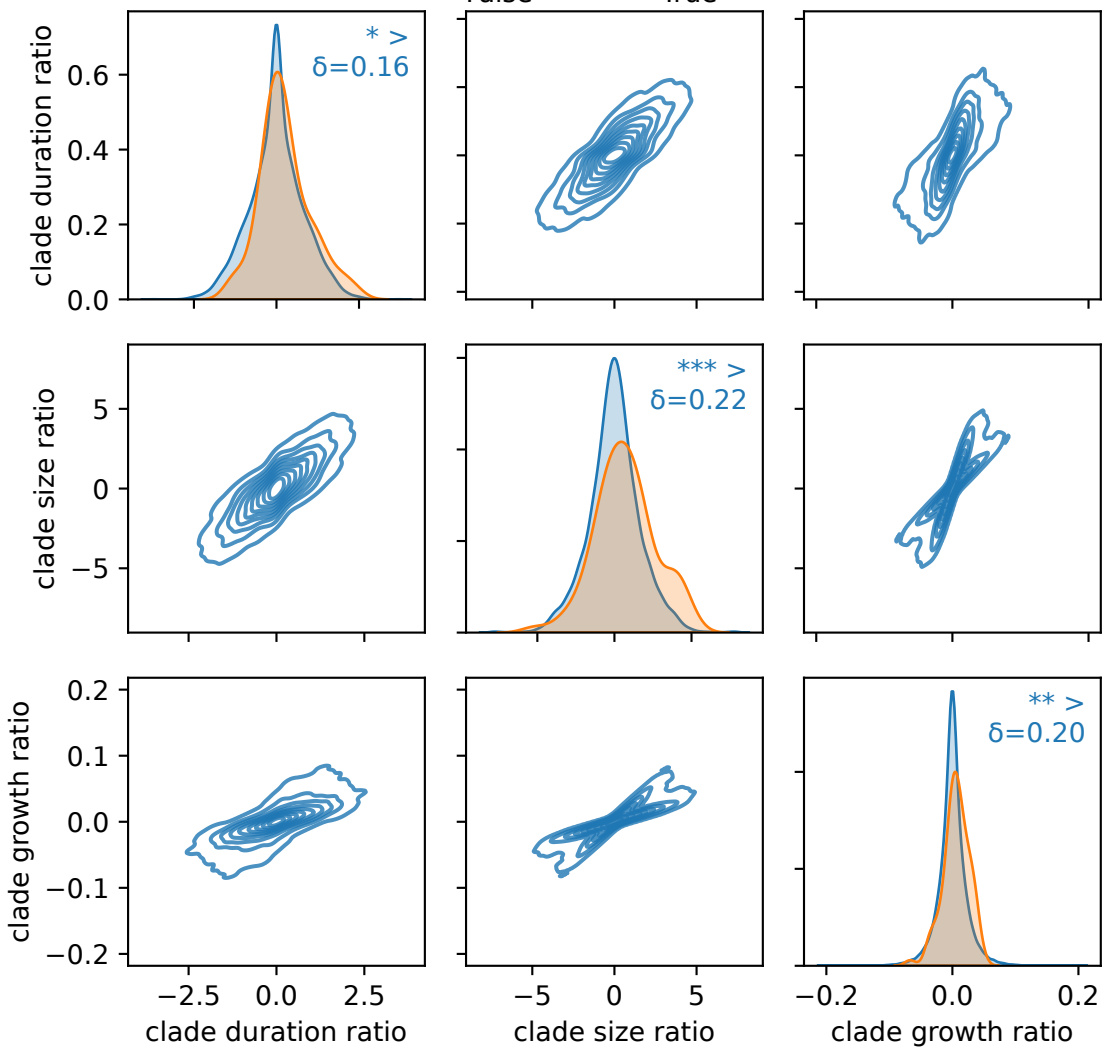 * >
δ=0.16
clade duration ratio
0.6
0.4
0.2
0.0
*** >
δ=0.22
clade size ratio
5
0
−5
** >
δ=0.20
clade growth ratio
0.2
0.1
0.0
−0.1
−0.2
−2.5 0.0 2.5
−5 0 5
−0.2 0.0 0.2
clade duration ratio
clade size ratio
clade growth ratio